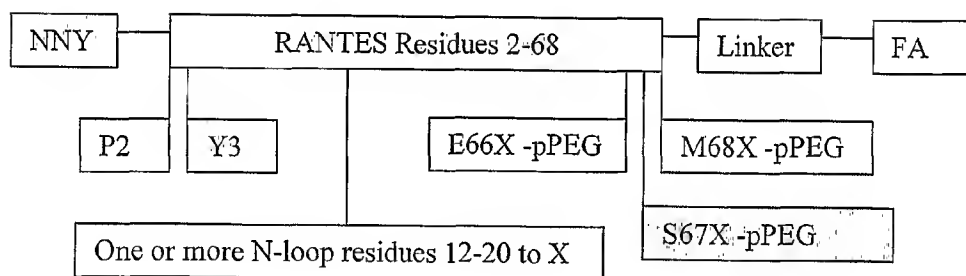 NNY RANTES Residues 2-68 Linker FA
P2 Y3 E66X -pPEG M68X -pPEG
S67X -pPEG
One or more N-loop residues 12-20 to X